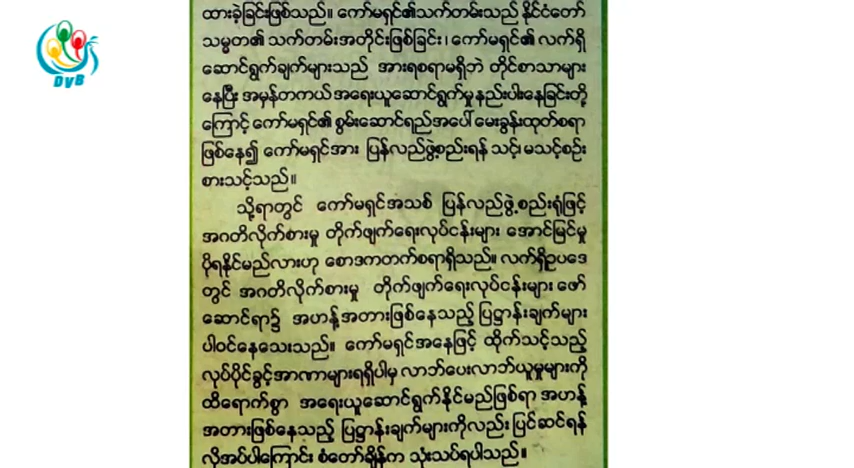 DVB
ထားခဲ့ခြင်းဖြစ်သည်။ ကော်မရှင်၏သက်တမ်းသည် နိုင်ငံတော်
သမ္မတ၏ သက်တမ်းအတိုင်းဖြစ်ခြင်း၊ ကော်မရှင်၏ လက်ရှိ
ဆောင်ရွက်ချက်များသည် အားရစရာမရှိဘဲ တိုင်စာသာများ
နေပြီး အမှန်တကယ် အရေးယူဆောင်ရွက်မှု နည်းပါးနေခြင်းတို့
ကြောင့် ကော်မရှင်၏ စွမ်းဆောင်ရည်အပေါ် မေးခွန်းထုတ်စရာ
ဖြစ်နေ၍ ကော်မရှင်အား ပြန်လည်ဖွဲ့စည်းရန် သင့်၊ မသင့်စဉ်း
စားသင့်သည်။
သို့ရာတွင် ကော်မရှင်အသစ် ပြန်လည်ဖွဲ့စည်းရုံဖြင့်
အဂတိလိုက်စားမှု တိုက်ဖျက်ရေးလုပ်ငန်းများ အောင်မြင်မှု
ပိုရနိုင်မည်လားဟု စောဒကတက်စရာရှိသည်။ လက်ရှိဥပဒေ
တွင် အဂတိလိုက်စားမှု တိုက်ဖျက်ရေးလုပ်ငန်းများ ဖော်
ဆောင်ရာ၌ အဟန့်အတားဖြစ်နေသည့် ပြဋ္ဌာန်းချက်များ
ပါဝင်နေသေးသည်။ ကော်မရှင်အနေဖြင့် ထိုက်သင့်သည့်
လုပ်ပိုင်ခွင့်အာဏာများရရှိပါမှ လာဘ်ပေးလာဘ်ယူမှုများကို
ထိရောက်စွာ အရေးယူဆောင်ရွက်နိုင်မည်ဖြစ်ရာ အဟန့်
အတားဖြစ်နေသည့် ပြဋ္ဌာန်းချက်များကိုလည်း ပြင်ဆင်ရန်
လိုအပ်ပါကြောင်း စံတော်ချိန်က သုံးသပ်ရပါသည်။